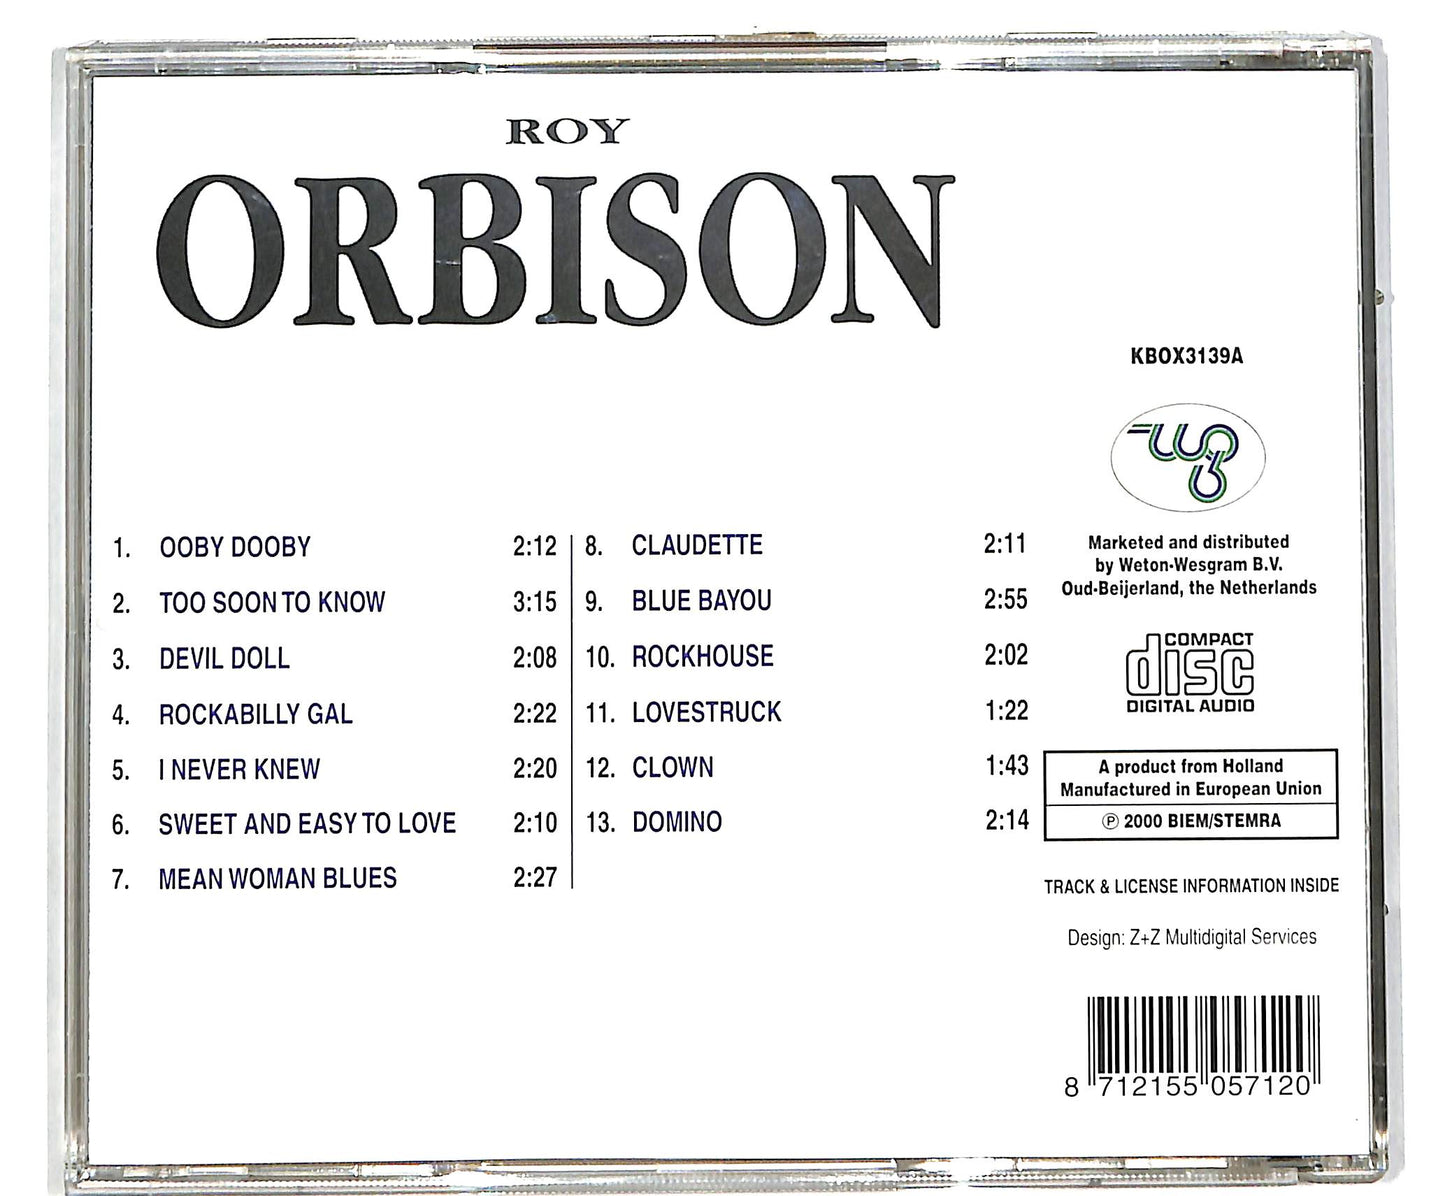 ROY
ORBISON
KBOX3139A
Marketed and distributed
by Weton-Wesgram B.V.
Oud-Beijerland, the Netherlands
COMPACT
disc
DIGITAL AUDIO
1. OOBY DOOBY 2:12
2. TOO SOON TO KNOW 3:15
3. DEVIL DOLL 2:08
4. ROCKABILLY GAL 2:22
5. I NEVER KNEW 2:20
6. SWEET AND EASY TO LOVE 2:10
7. MEAN WOMAN BLUES 2:27
8. CLAUDETTE 2:11
9. BLUE BAYOU 2:55
10. ROCKHOUSE 2:02
11. LOVESTRUCK 1:22
12. CLOWN 1:43
13. DOMINO 2:14
A product from Holland
Manufactured in European Union
℗ 2000 BIEM/STEMRA
TRACK & LICENSE INFORMATION INSIDE
Design: Z+Z Multidigital Services
8 712155 057120